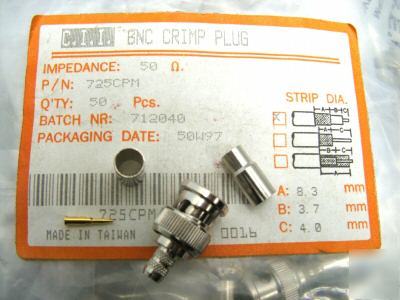 BNC CRIMP PLUG
IMPEDANCE: 50 Ω.
P/N: 725CPM
Q'TY: 50 Pcs.
BATCH NR: 712040
PACKAGING DATE: 50W97
STRIP DIA.
A B C
A: 8.3 mm
B: 3.7 mm
C: 4.0 mm
725CPM
MADE IN TAIWAN
0016